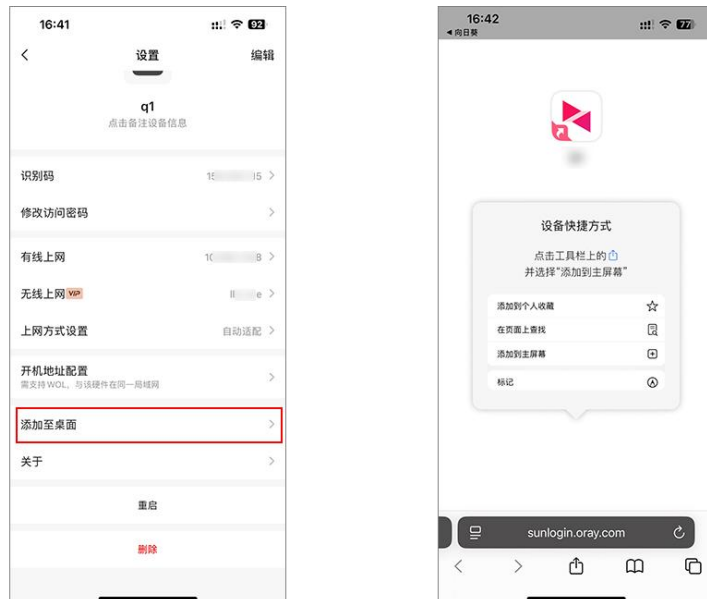 16:41
92
设置
编辑
q1
点击备注设备信息
识别码
修改访问密码
有线上网
无线上网 VIP
上网方式设置
自动适配
开机地址配置
需支持WOL，与该硬件在同一局域网
添加至桌面
关于
重启
删除
16:42
77
向日葵
设备快捷方式
点击工具栏上的
并选择"添加到主屏幕"
添加到个人收藏
在页面上查找
添加到主屏幕
标记
sunlogin.oray.com